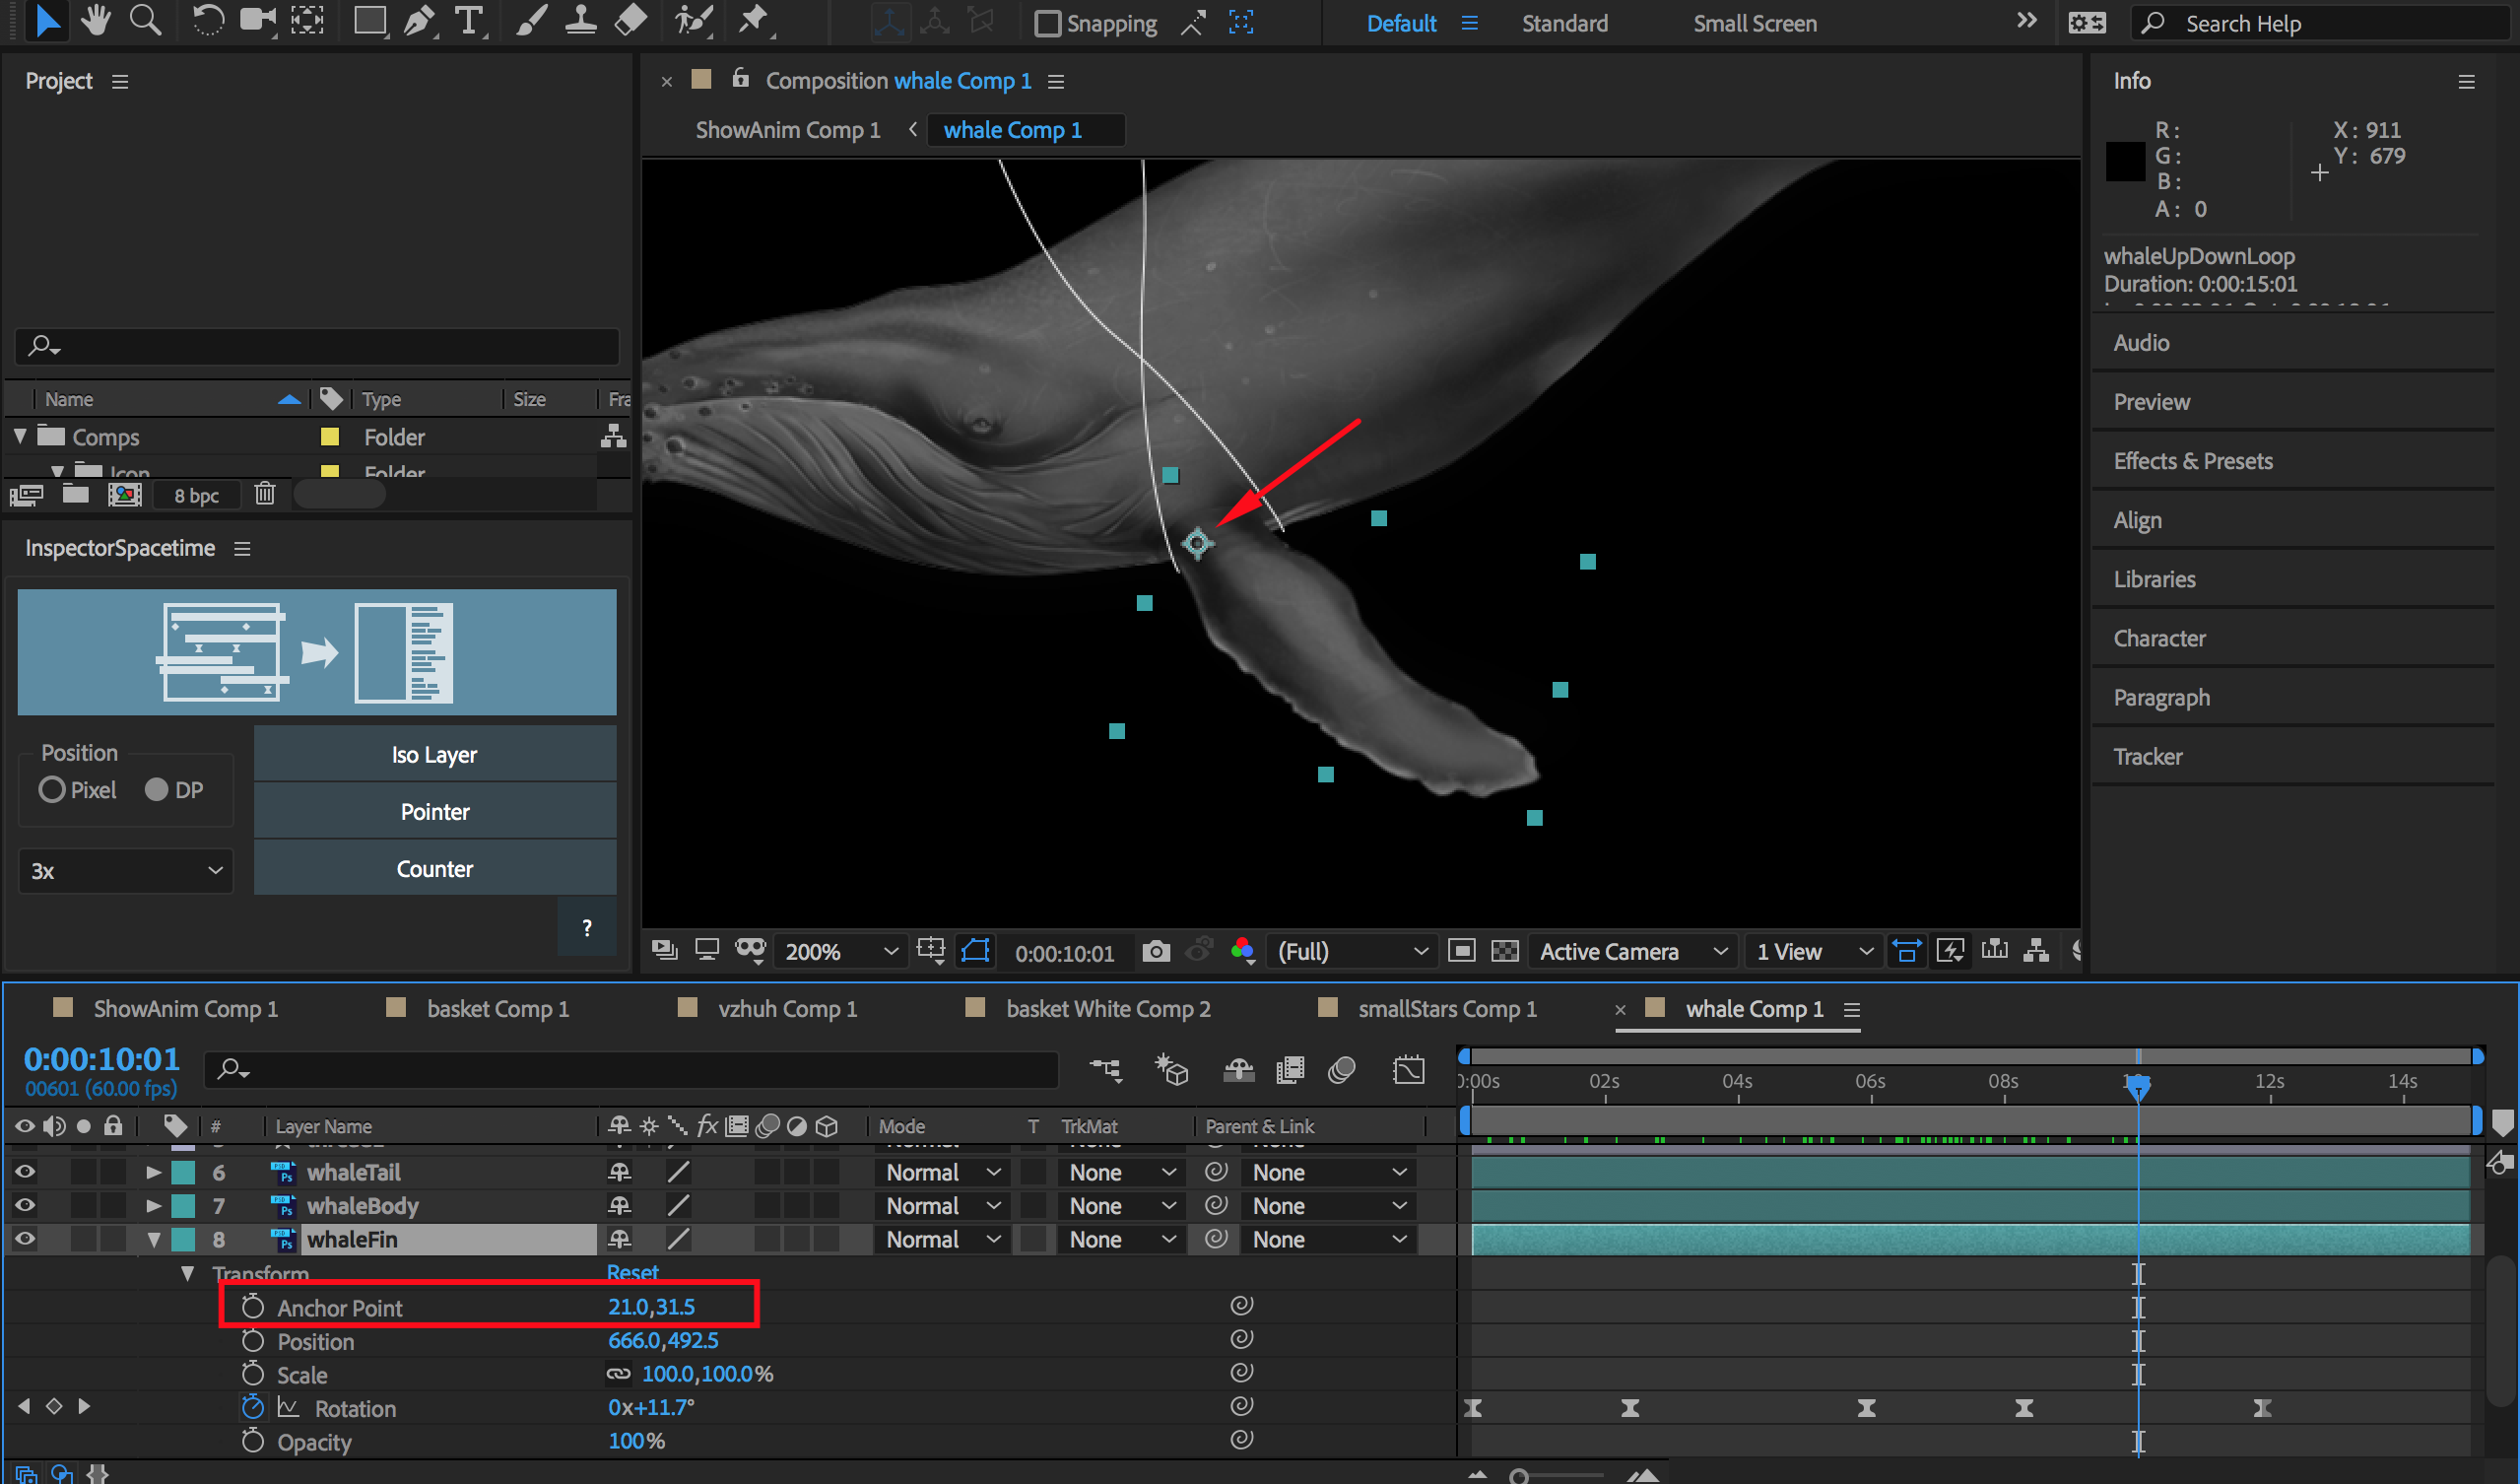 Snapping
Default
Standard
Small Screen
Search Help
Project
Name Type Size Fra
Comps Folder
Icon Folder
8 bpc
InspectorSpacetime
Position
Pixel DP
3x
Iso Layer
Pointer
Counter
?
Composition whale Comp 1
ShowAnim Comp 1 whale Comp 1
200% 0:00:10:01 (Full) Active Camera 1 View
Info
R: X: 911
G: Y: 679
B:
A: 0
whaleUpDownLoop
Duration: 0:00:15:01
Audio
Preview
Effects & Presets
Align
Libraries
Character
Paragraph
Tracker
ShowAnim Comp 1 basket Comp 1 vzhuh Comp 1 basket White Comp 2 smallStars Comp 1 whale Comp 1
0:00:10:01
00601 (60.00 fps)
0:00s 02s 04s 06s 08s 12s 14s
# Layer Name fx Mode T TrkMat Parent & Link
6 Ps whaleTail Normal None None
7 Ps whaleBody Normal None None
8 Ps whaleFin Normal None None
Transform Reset
Anchor Point 21.0,31.5
Position 666.0,492.5
Scale 100.0,100.0%
Rotation 0x+11.7°
Opacity 100%